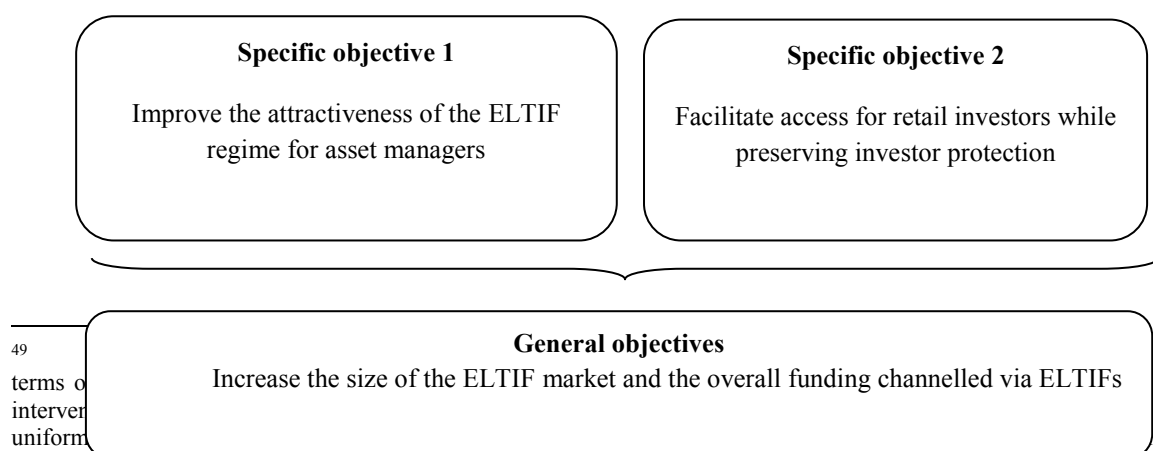 Specific objective 1
Improve the attractiveness of the ELTIF
regime for asset managers
Specific objective 2
Facilitate access for retail investors while
preserving investor protection
General objectives
Increase the size of the ELTIF market and the overall funding channelled via ELTIFs
49
terms